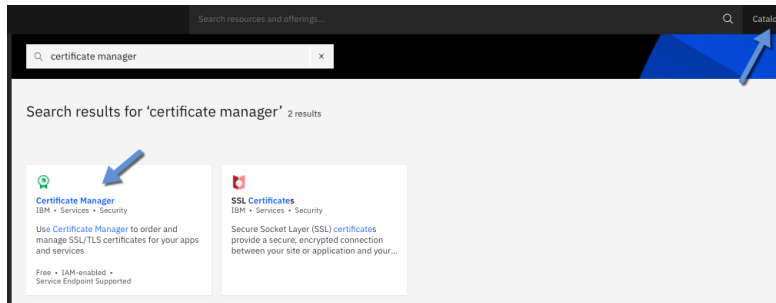 Search resources and offerings...
Catalo
certificate manager
Search results for ‘certificate manager’ 2 results
Certificate Manager
IBM • Services • Security
Use Certificate Manager to order and
manage SSL/TLS certificates for your apps
and services
Free • IAM-enabled •
Service Endpoint Supported
SSL Certificates
IBM • Services • Security
Secure Socket Layer (SSL) certificates
provide a secure, encrypted connection
between your site or application and your...